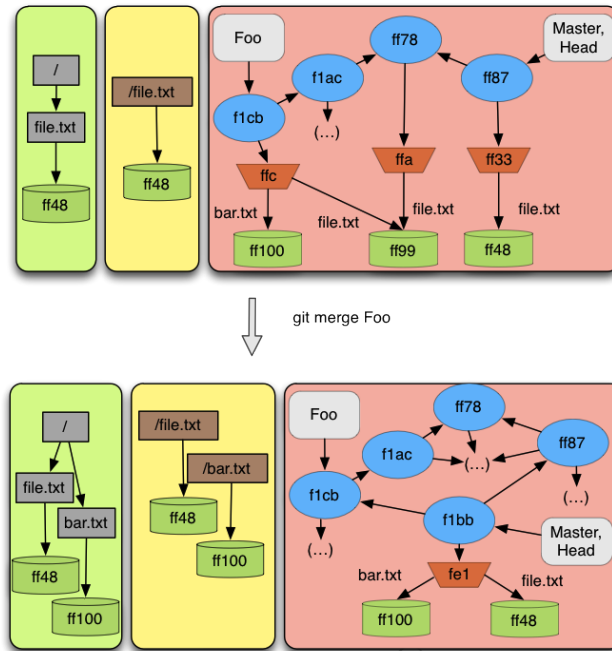 /
file.txt
ff48
/file.txt
ff48
Foo
ff78
Master,
Head
f1ac
ff87
f1cb
(...)
ffc
ffa
ff33
bar.txt
file.txt
file.txt
file.txt
ff100
ff99
ff48
git merge Foo
/
file.txt
bar.txt
ff48
ff100
/file.txt
/bar.txt
ff48
ff100
Foo
ff78
f1ac
ff87
(...)
f1cb
(...)
f1bb
(...)
Master,
Head
bar.txt
fe1
file.txt
ff100
ff48